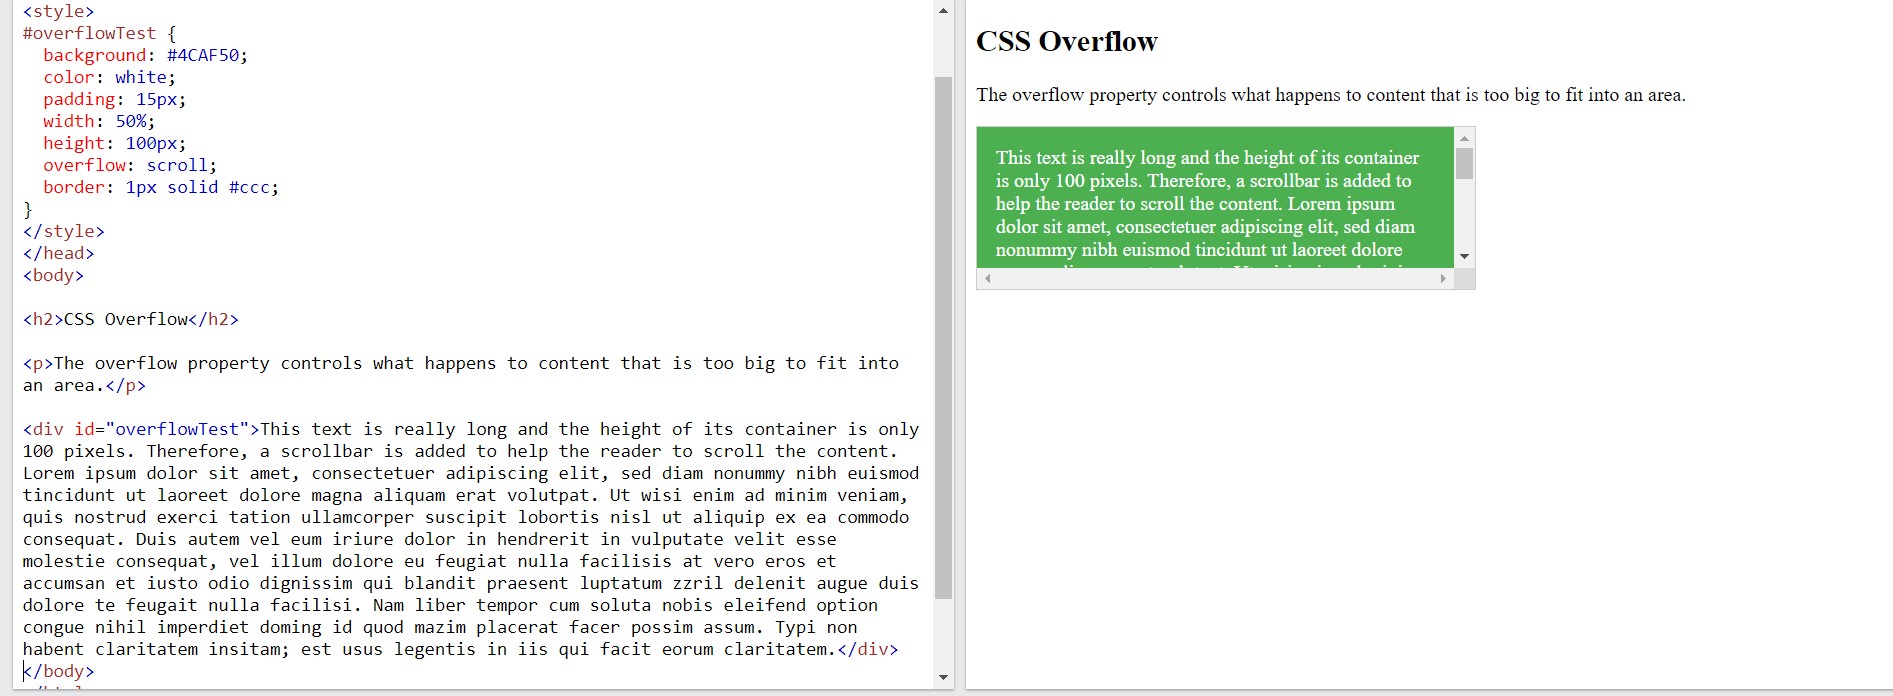 <style>
#overflowTest {
  background: #4CAF50;
  color: white;
  padding: 15px;
  width: 50%;
  height: 100px;
  overflow: scroll;
  border: 1px solid #ccc;
}
</style>
</head>
<body>
<h2>CSS Overflow</h2>
<p>The overflow property controls what happens to content that is too big to fit into
an area.</p>
<div id="overflowTest">This text is really long and the height of its container is only
100 pixels. Therefore, a scrollbar is added to help the reader to scroll the content.
Lorem ipsum dolor sit amet, consectetuer adipiscing elit, sed diam nonummy nibh euismod
tincidunt ut laoreet dolore magna aliquam erat volutpat. Ut wisi enim ad minim veniam,
quis nostrud exerci tation ullamcorper suscipit lobortis nisl ut aliquip ex ea commodo
consequat. Duis autem vel eum iriure dolor in hendrerit in vulputate velit esse
molestie consequat, vel illum dolore eu feugiat nulla facilisis at vero eros et
accumsan et iusto odio dignissim qui blandit praesent luptatum zzril delenit augue duis
dolore te feugait nulla facilisi. Nam liber tempor cum soluta nobis eleifend option
congue nihil imperdiet doming id quod mazim placerat facer possim assum. Typi non
habent claritatem insitam; est usus legentis in iis qui facit eorum claritatem.</div>
</body>
CSS Overflow
The overflow property controls what happens to content that is too big to fit into an area.
This text is really long and the height of its container
is only 100 pixels. Therefore, a scrollbar is added to
help the reader to scroll the content. Lorem ipsum
dolor sit amet, consectetuer adipiscing elit, sed diam
nonummy nibh euismod tincidunt ut laoreet dolore